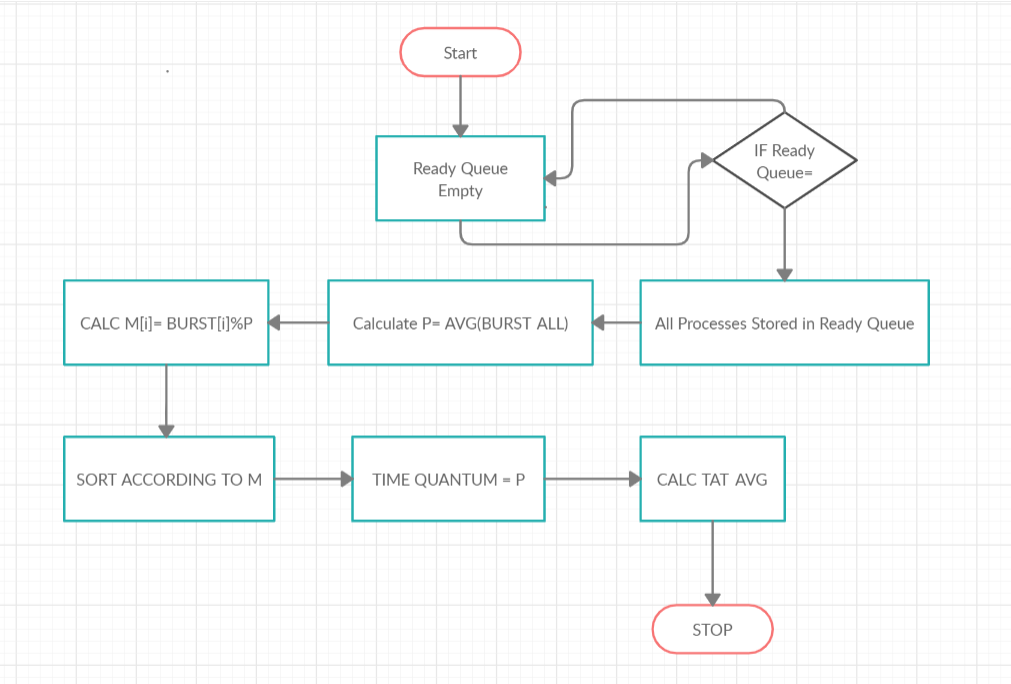 Start
Ready Queue
Empty
IF Ready
Queue=
CALC M[i]= BURST[i]%P
Calculate P= AVG(BURST ALL)
All Processes Stored in Ready Queue
SORT ACCORDING TO M
TIME QUANTUM = P
CALC TAT AVG
STOP